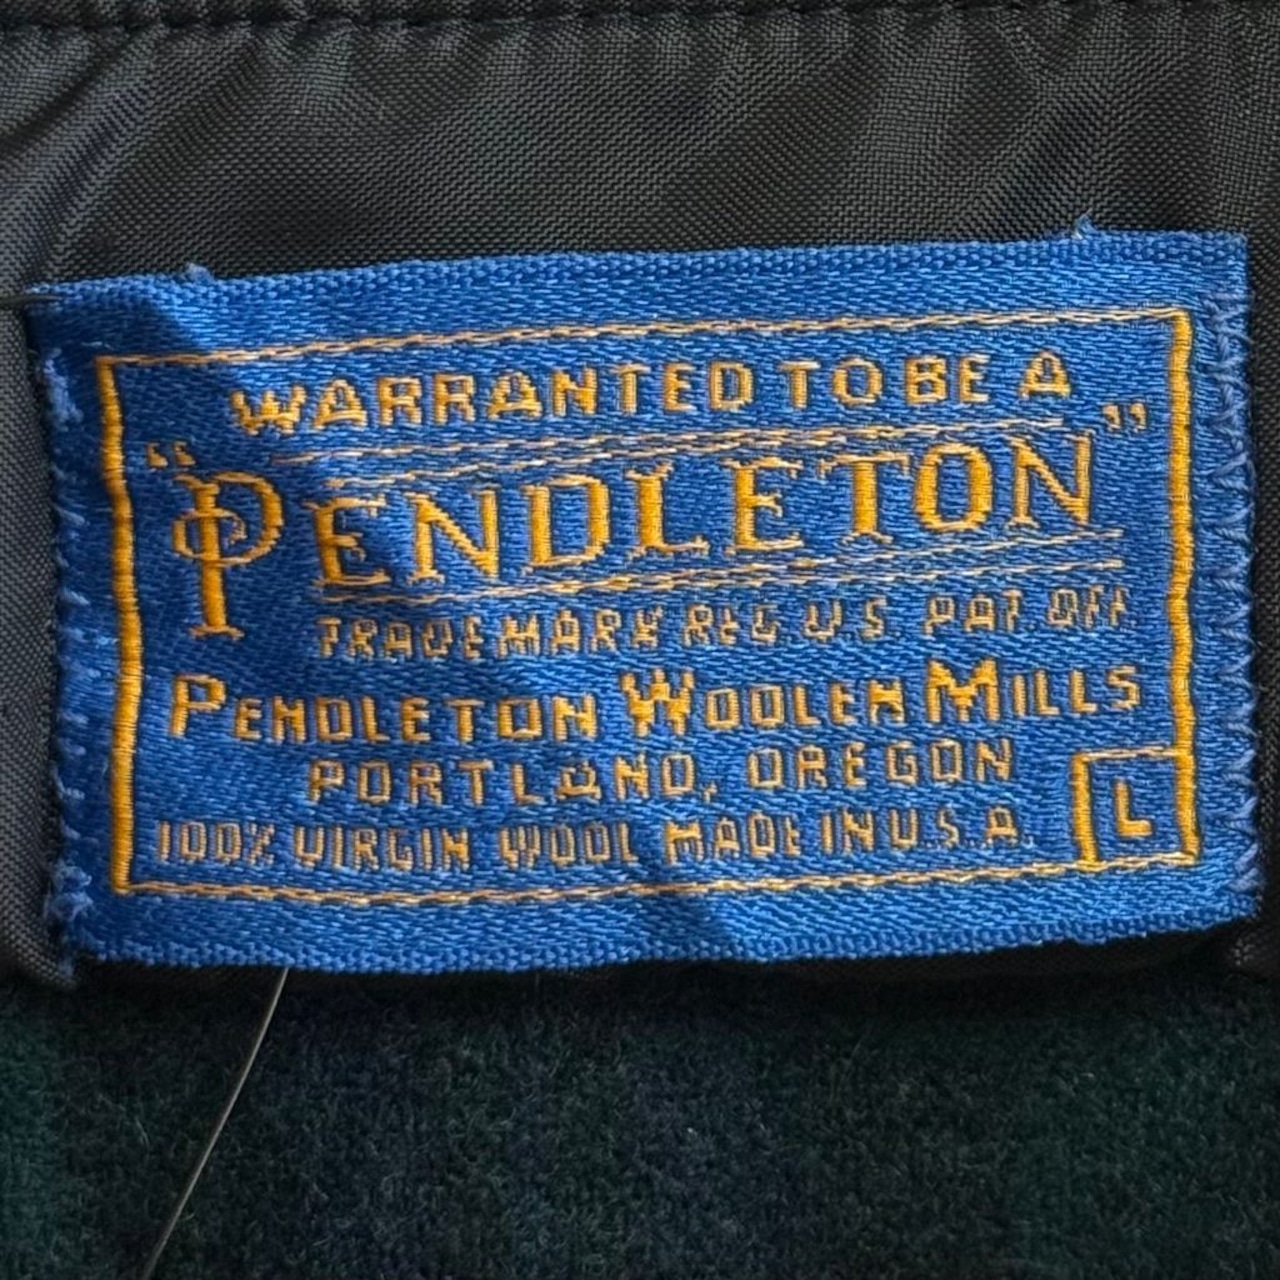 WARRANTED TO BE A
“PENDLETON”
TRADE MARK REG. U.S. PAT. OFF.
PENDLETON WOOLEN MILLS
PORTLAND, OREGON
100% VIRGIN WOOL MADE IN U.S.A.
L